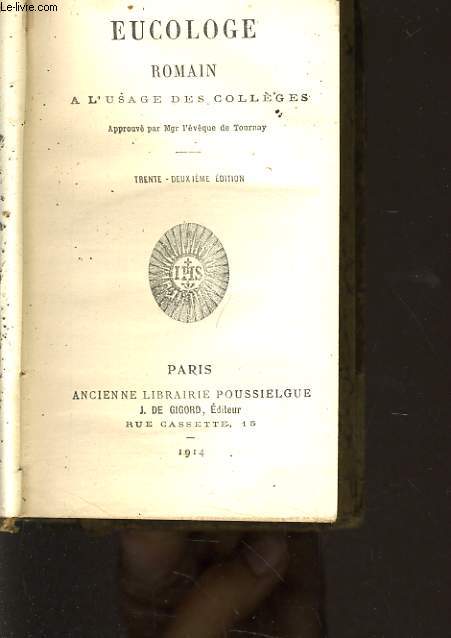 Le-livre.com
EUCOLOGE
ROMAIN
A L'USAGE DES COLLÈGES
Approuvé par Mgr l'évêque de Tournay
TRENTE - DEUXIÈME ÉDITION
IHS
PARIS
ANCIENNE LIBRAIRIE POUSSIELGUE
J. DE GIGORD, Éditeur
RUE CASSETTE, 15
1914